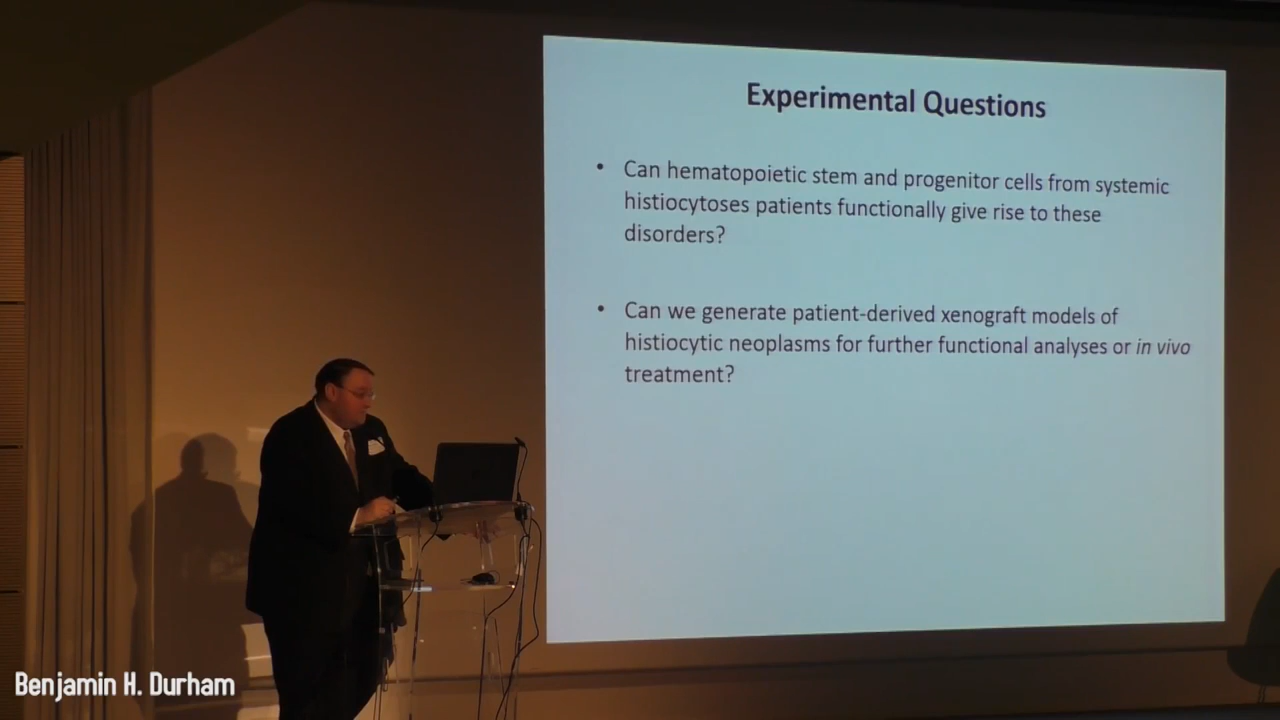 Experimental Questions
• Can hematopoietic stem and progenitor cells from systemic
histiocytoses patients functionally give rise to these
disorders?
• Can we generate patient-derived xenograft models of
histiocytic neoplasms for further functional analyses or in vivo
treatment?
Benjamin H. Durham